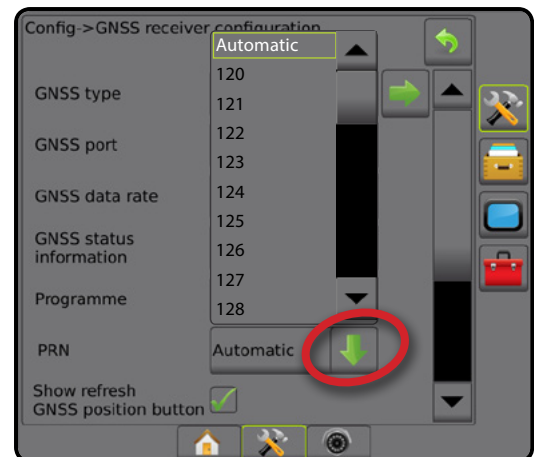 Config->GNSS receiver configuration
Automatic
120
GNSS type
121
122
GNSS port
123
GNSS data rate
124
125
GNSS status
information
126
127
Programme
128
PRN
Automatic
Show refresh
GNSS position button